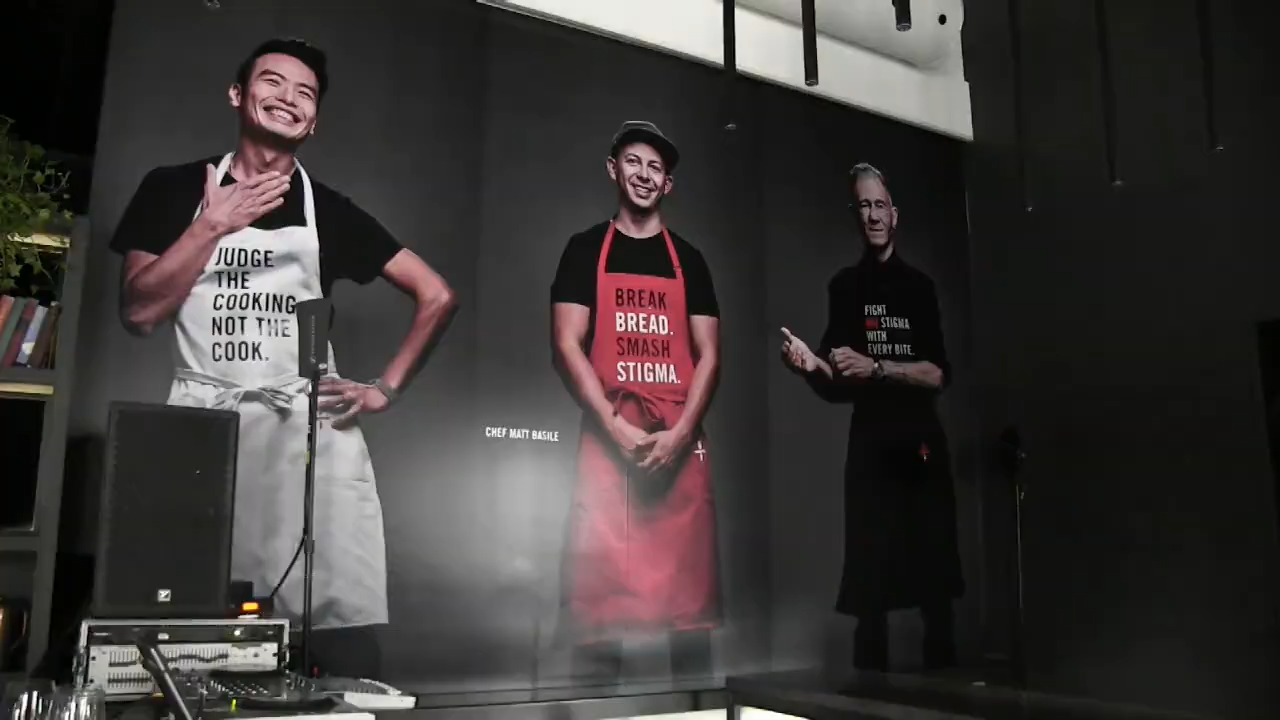 JUDGE
THE
COOKING
NOT THE
COOK.
CHEF MATT BASILE
BREAK
BREAD.
SMASH
STIGMA.
FIGHT
STIGMA
WITH
EVERY BITE.